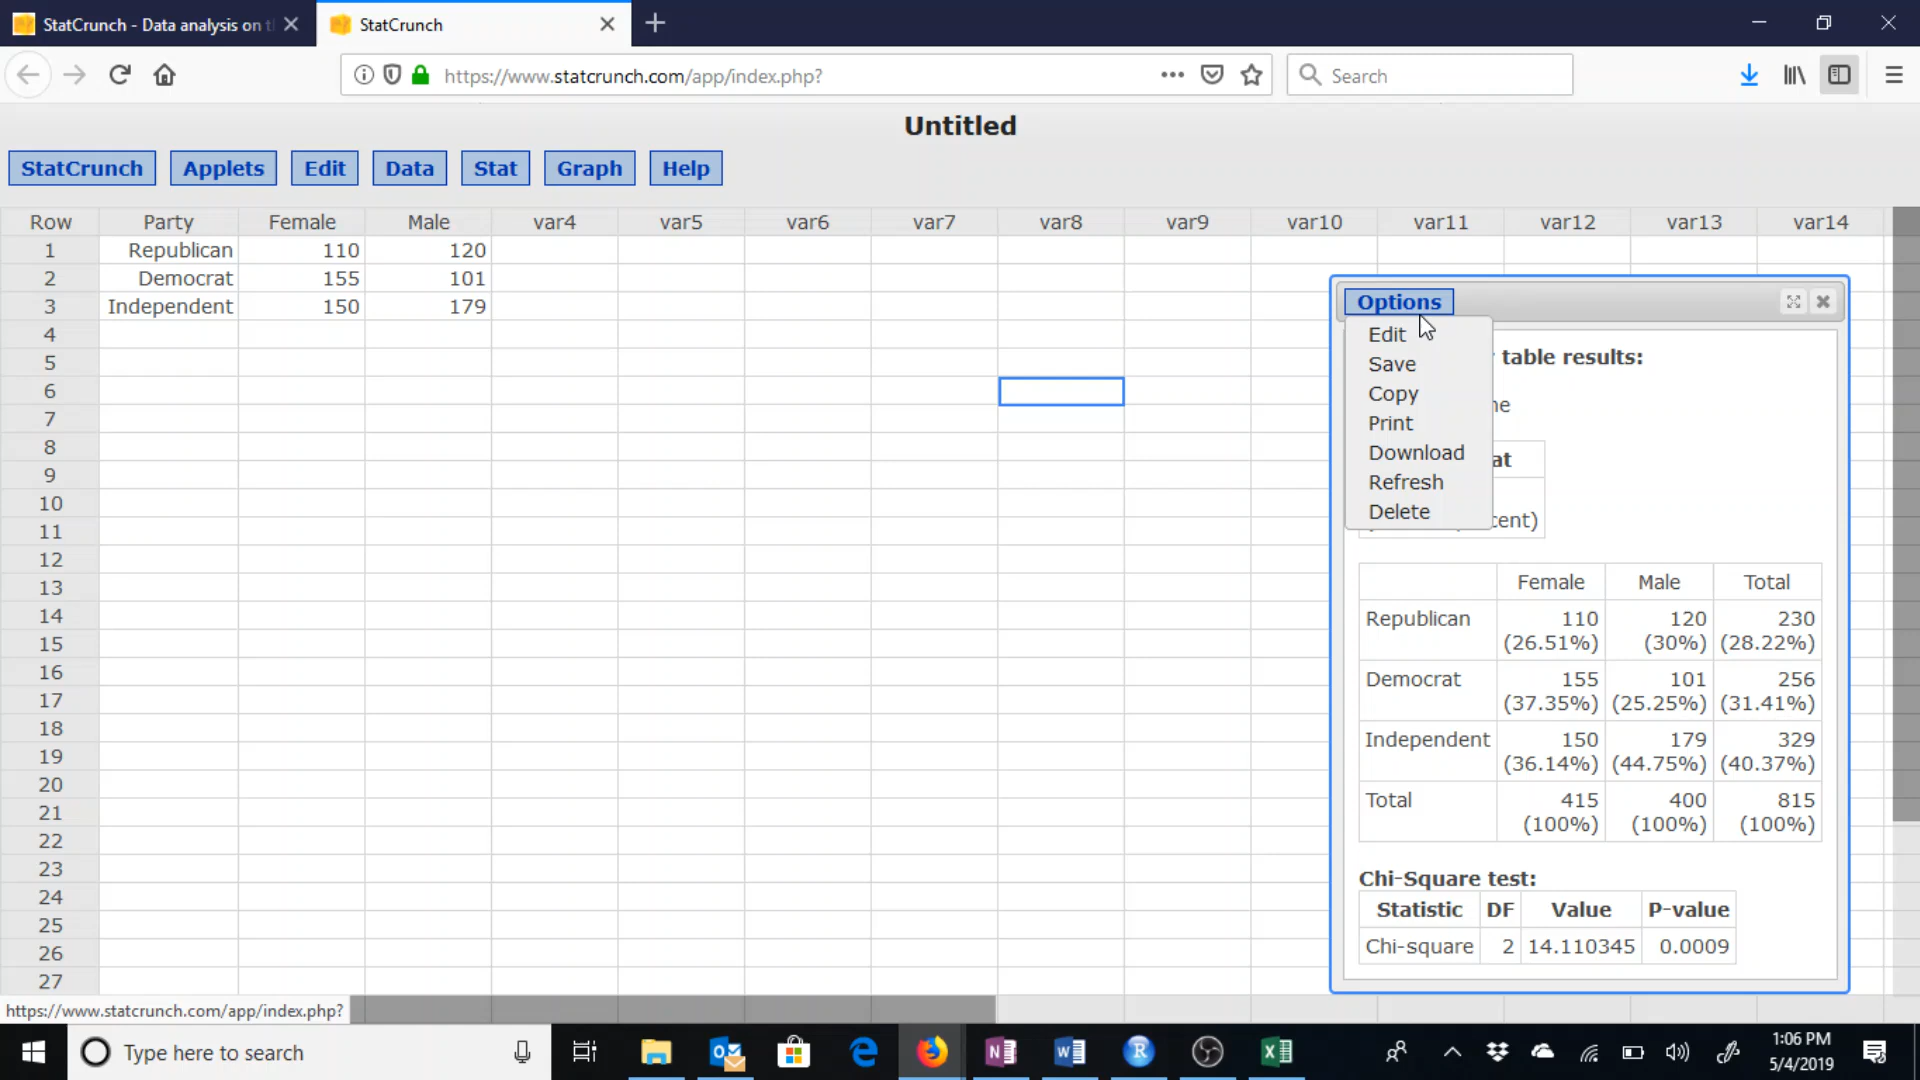 StatCrunch - Data analysis on t
StatCrunch
https://www.statcrunch.com/app/index.php?
Search
Untitled
StatCrunch Applets Edit Data Stat Graph Help
Row Party Female Male var4 var5 var6 var7 var8 var9 var10 var11 var12 var13 var14
1 Republican 110 120
2 Democrat 155 101
3 Independent 150 179
4
5
6
7
8
9
10
11
12
13
14
15
16
17
18
19
20
21
22
23
24
25
26
27
Options
Edit
Save
Copy
Print
Download
Refresh
Delete
table results:
ne
at
cent)
Female Male Total
Republican 110 120 230
(26.51%) (30%) (28.22%)
Democrat 155 101 256
(37.35%) (25.25%) (31.41%)
Independent 150 179 329
(36.14%) (44.75%) (40.37%)
Total 415 400 815
(100%) (100%) (100%)
Chi-Square test:
Statistic DF Value P-value
Chi-square 2 14.110345 0.0009
https://www.statcrunch.com/app/index.php?
Type here to search
1:06 PM
5/4/2019